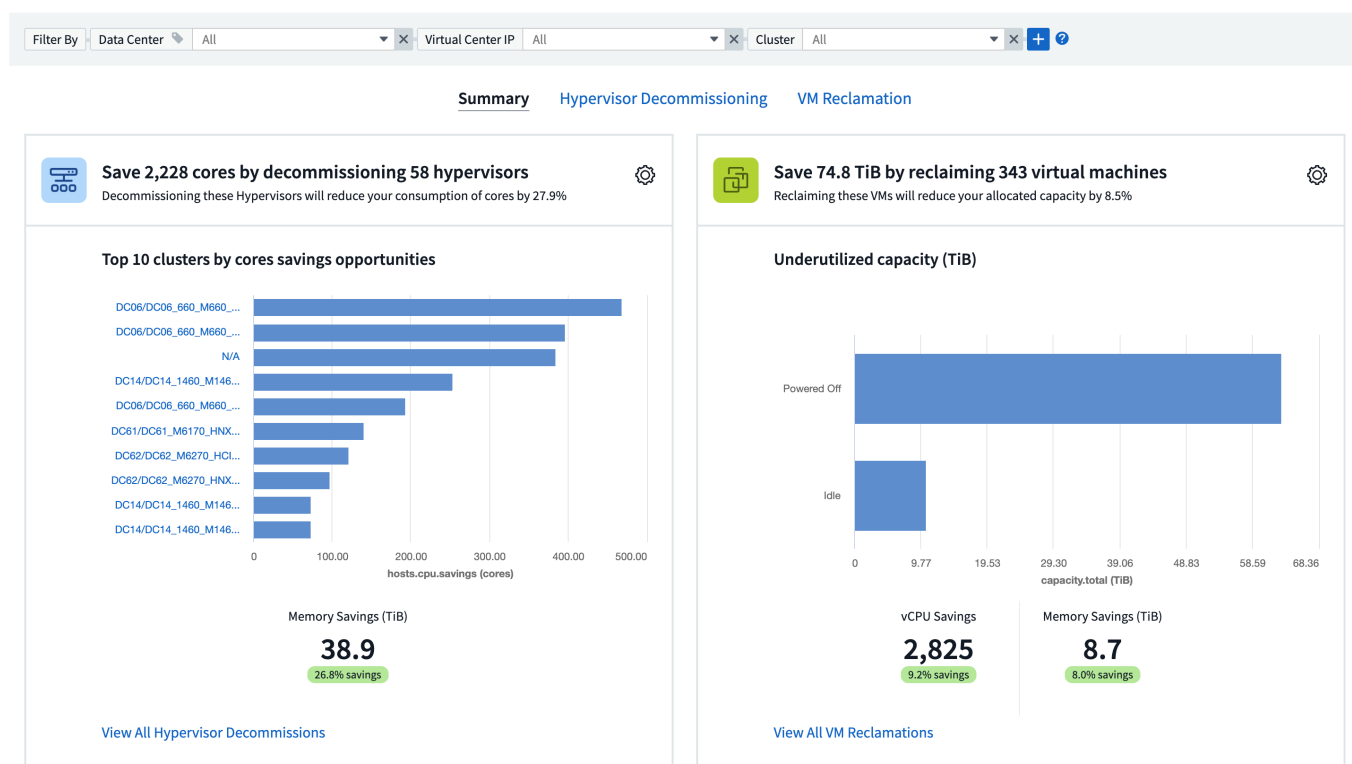 Filter By Data Center All Virtual Center IP All Cluster All + ?
Summary Hypervisor Decommissioning VM Reclamation
Save 2,228 cores by decommissioning 58 hypervisors
Decommissioning these Hypervisors will reduce your consumption of cores by 27.9%
Top 10 clusters by cores savings opportunities
DC06/DC06_660_M660_...
DC06/DC06_660_M660_...
N/A
DC14/DC14_1460_M146...
DC06/DC06_660_M660_...
DC61/DC61_M6170_HNX...
DC62/DC62_M6270_HCI...
DC62/DC62_M6270_HNX...
DC14/DC14_1460_M146...
DC14/DC14_1460_M146...
0 100.00 200.00 300.00 400.00 500.00
hosts.cpu.savings (cores)
Memory Savings (TiB)
38.9
26.8% savings
View All Hypervisor Decommissions
Save 74.8 TiB by reclaiming 343 virtual machines
Reclaiming these VMs will reduce your allocated capacity by 8.5%
Underutilized capacity (TiB)
Powered Off
Idle
0 9.77 19.53 29.30 39.06 48.83 58.59 68.36
capacity.total (TiB)
vCPU Savings
2,825
9.2% savings
Memory Savings (TiB)
8.7
8.0% savings
View All VM Reclamations